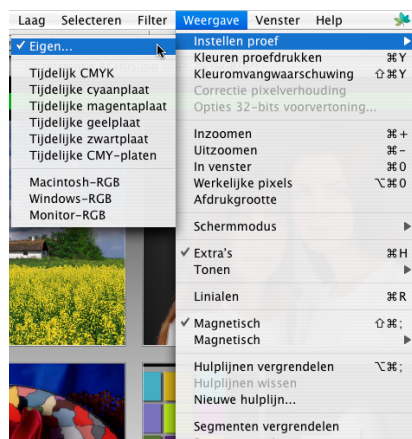 Laag Selecteren Filter Weergave Venster Help
✓ Eigen...
Tijdelijk CMYK
Tijdelijke cyaanplaat
Tijdelijke magentaplaat
Tijdelijke geelplaat
Tijdelijke zwartplaat
Tijdelijke CMY-platen
Macintosh-RGB
Windows-RGB
Monitor-RGB
Instellen proef
Kleuren proefdrukken ⌘Y
Kleuromvangwaarschuwing ⇧⌘Y
Correctie pixelverhouding
Opties 32-bits voorvertoning...
Inzoomen ⌘+
Uitzoomen ⌘-
In venster ⌘0
Werkelijke pixels ⌥⌘0
Afdrukgrootte
Schermmodus
✓ Extra's ⌘H
Tonen
Linialen ⌘R
✓ Magnetisch ⇧⌘;
Magnetisch
Hulplijnen vergrendelen ⌥⌘;
Hulplijnen wissen
Nieuwe hulplijn...
Segmenten vergrendelen